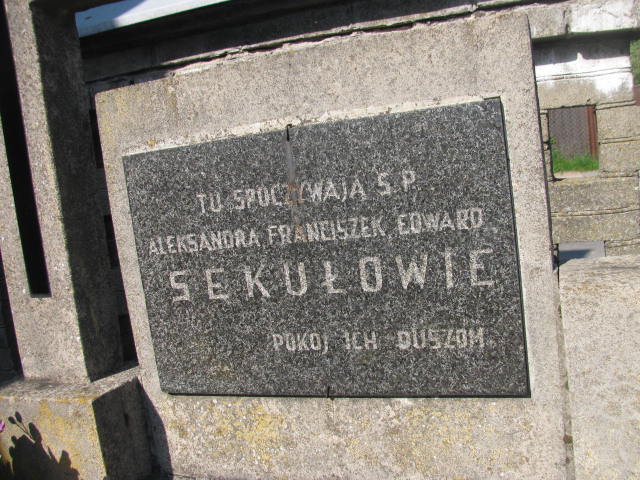 TU SPOCZYWAJĄ Ś.P.
ALEKSANDRA, FRANCISZEK, EDWARD
SEKUŁOWIE
POKÓJ ICH DUSZOM